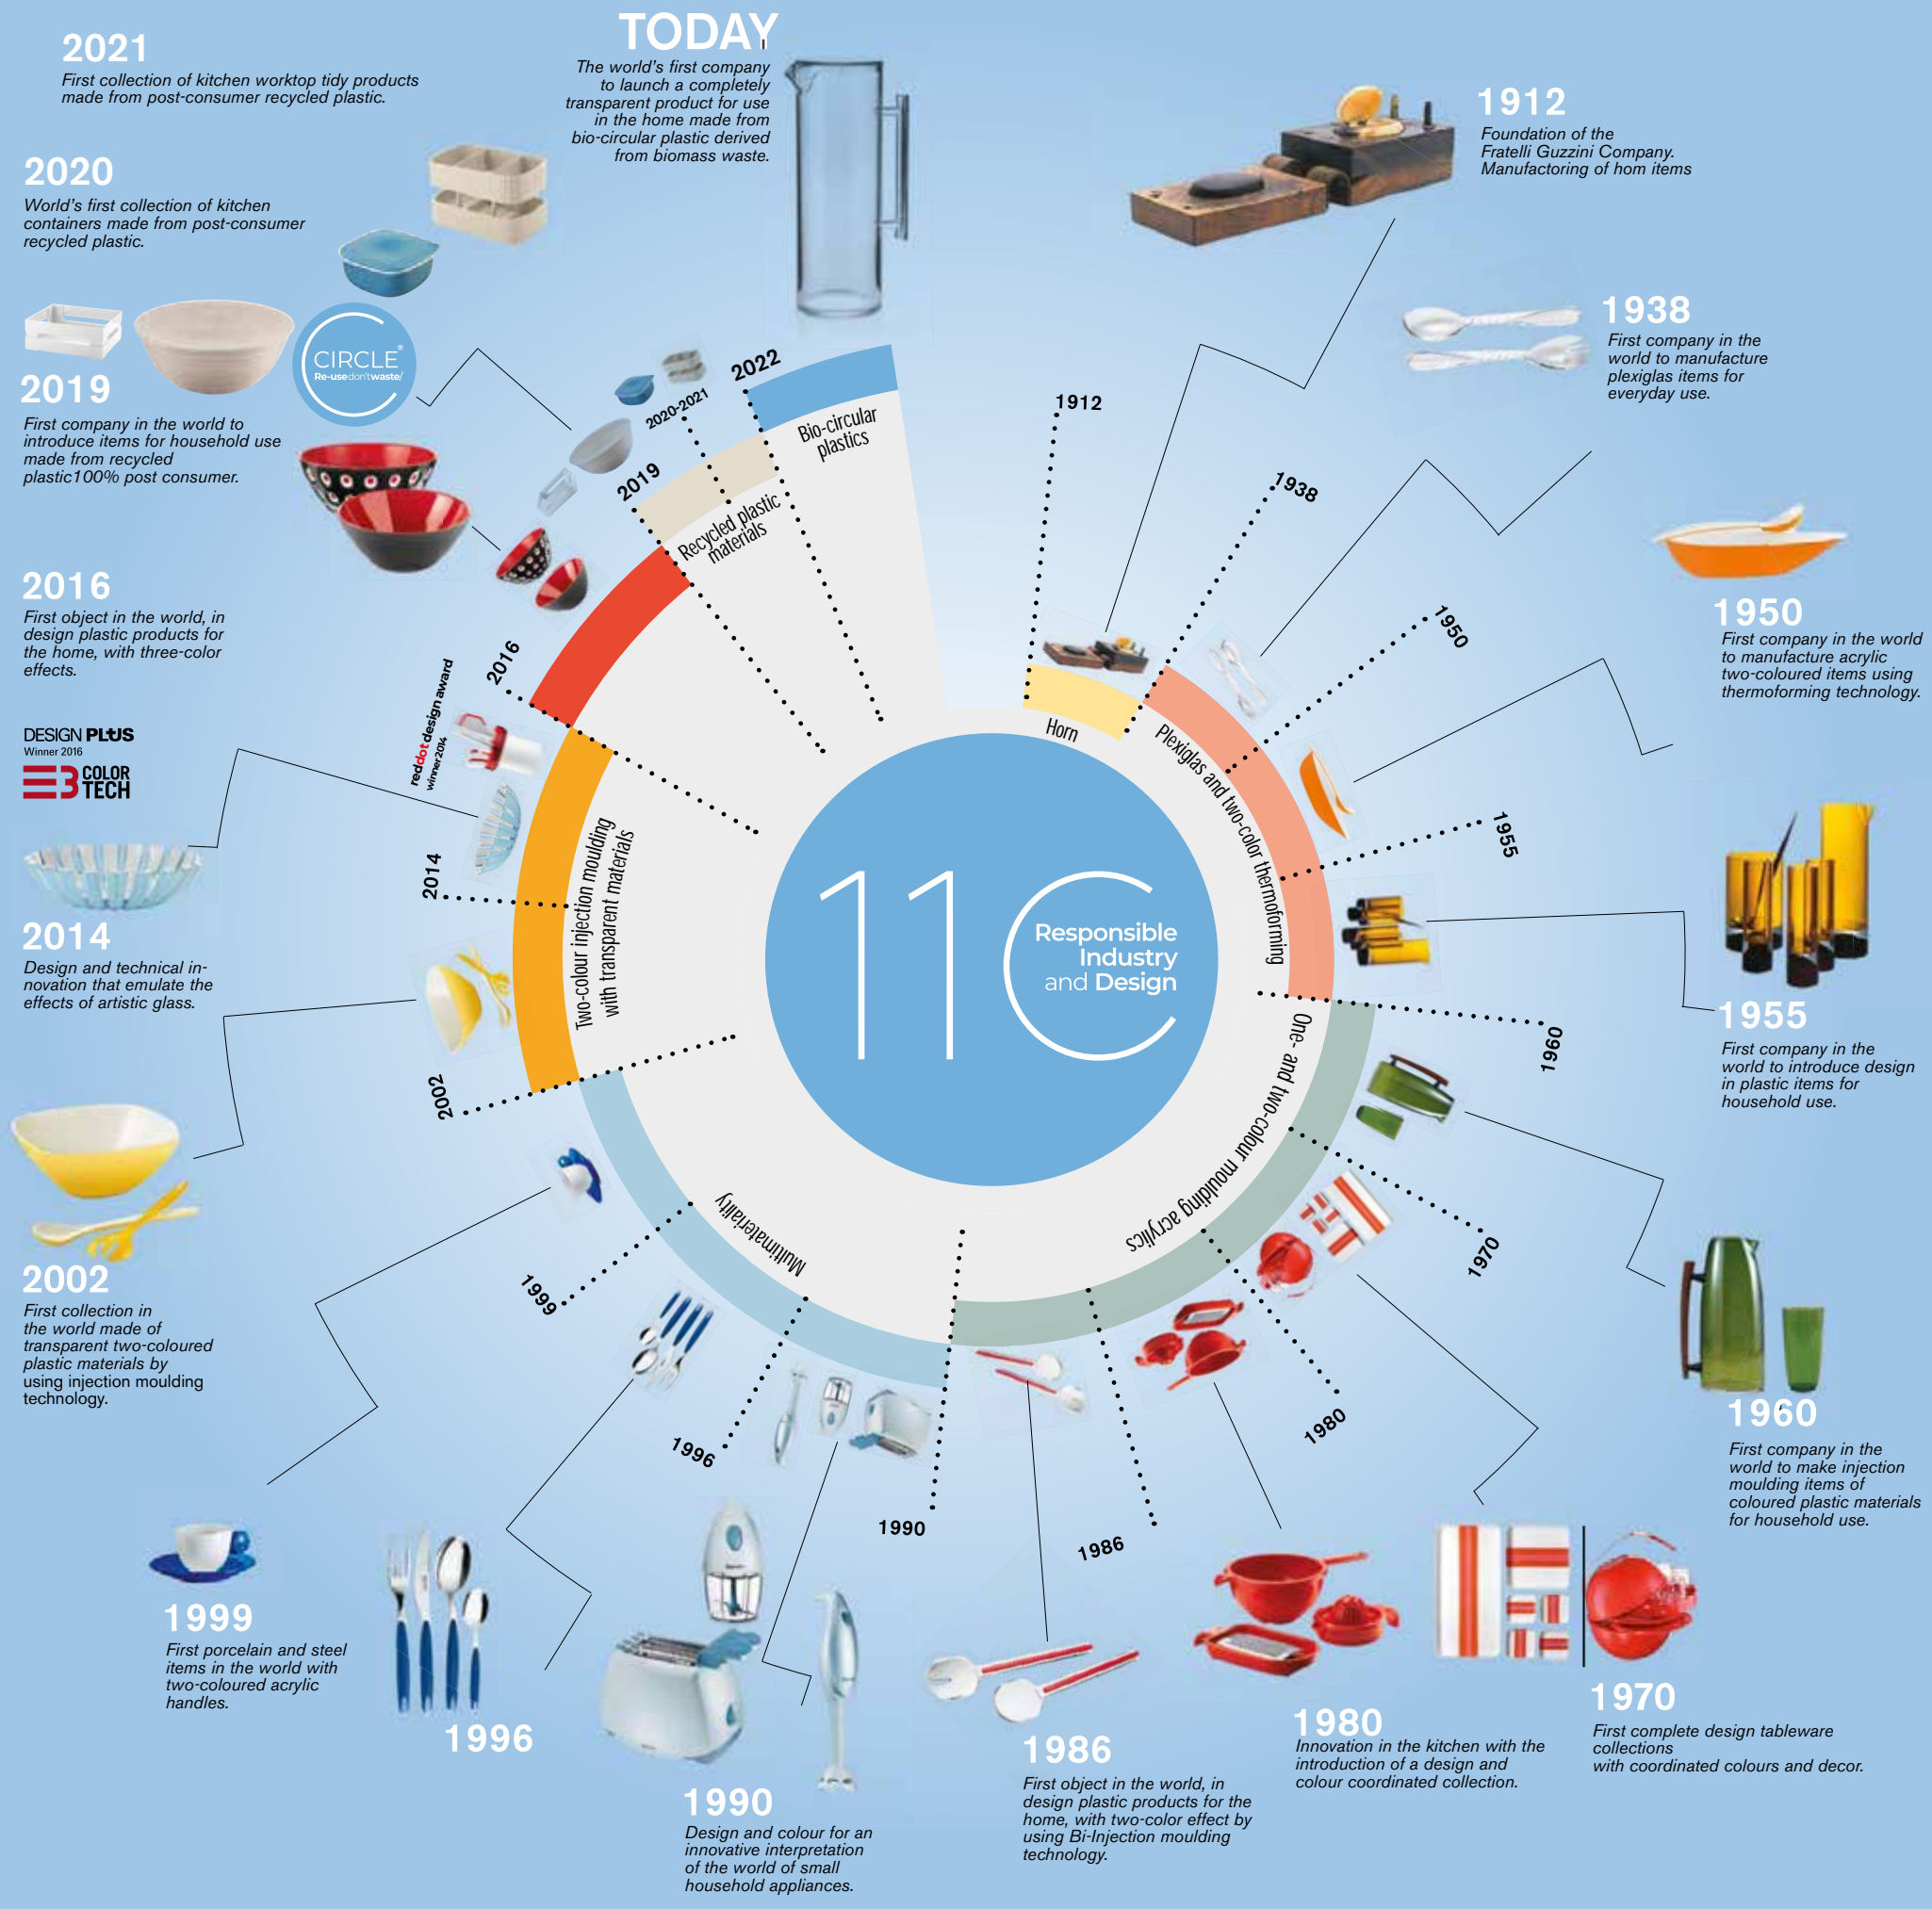 TODAY
The world's first company
to launch a completely
transparent product for use
in the home made from
bio-circular plastic derived
from biomass waste.
1912
Foundation of the
Fratelli Guzzini Company.
Manufactoring of hom items
1938
First company in the
world to manufacture
plexiglas items for
everyday use.
1950
First company in the world
to manufacture acrylic
two-coloured items using
thermoforming technology.
1955
First company in the
world to introduce design
in plastic items for
household use.
1960
First company in the
world to make injection
moulding items of
coloured plastic materials
for household use.
1970
First complete design tableware
collections
with coordinated colours and decor.
1980
Innovation in the kitchen with the
introduction of a design and
colour coordinated collection.
1986
First object in the world, in
design plastic products for the
home, with two-color effect by
using Bi-Injection moulding
technology.
1990
Design and colour for an
innovative interpretation
of the world of small
household appliances.
1996
1999
First porcelain and steel
items in the world with
two-coloured acrylic
handles.
2002
First collection in
the world made of
transparent two-coloured
plastic materials by
using injection moulding
technology.
2014
Design and technical in-
novation that emulate the
effects of artistic glass.
DESIGN PLUS
Winner 2016
3 COLOR
TECH
2016
First object in the world, in
design plastic products for
the home, with three-color
effects.
2019
First company in the world to
introduce items for household use
made from recycled
plastic100% post consumer.
CIRCLE®
Re-use don't waste/
2020
World's first collection of kitchen
containers made from post-consumer
recycled plastic.
2021
First collection of kitchen worktop tidy products
made from post-consumer recycled plastic.
1912
Horn
1938
Plexiglas and two-color thermoforming
1950
1955
1960
One- and two-colour moulding acrylics
1970
1980
1986
1990
Multimateriality
1996
1999
2002
Two-colour injection moulding
with transparent materials
2014
reddot design award
winner 2014
2016
2019
Recycled plastic
materials
2020-2021
2022
Bio-circular
plastics
110
Responsible
Industry
and Design